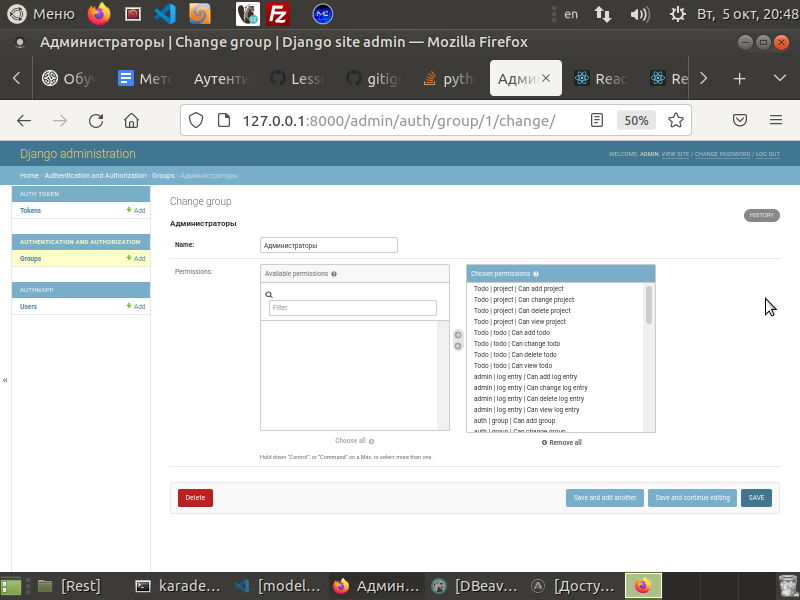 Меню
en
Вт, 5 окт, 20:48
Администраторы | Change group | Django site admin — Mozilla Firefox
Обуч
Мето
Аутенти
Lesso
gitig
pyth
Адми
Reac
Re
127.0.0.1:8000/admin/auth/group/1/change/
50%
Django administration
WELCOME, ADMIN. VIEW SITE / CHANGE PASSWORD / LOG OUT
Home › Authentication and Authorization › Groups › Администраторы
AUTH TOKEN
Tokens
+ Add
AUTHENTICATION AND AUTHORIZATION
Groups
+ Add
AUTHNAPP
Users
+ Add
«
Change group
Администраторы
HISTORY
Name:
Администраторы
Permissions:
Available permissions
Filter
Choose all
Chosen permissions
Todo | project | Can add project
Todo | project | Can change project
Todo | project | Can delete project
Todo | project | Can view project
Todo | todo | Can add todo
Todo | todo | Can change todo
Todo | todo | Can delete todo
Todo | todo | Can view todo
admin | log entry | Can add log entry
admin | log entry | Can change log entry
admin | log entry | Can delete log entry
admin | log entry | Can view log entry
auth | group | Can add group
auth | group | Can change group
Remove all
Hold down "Control", or "Command" on a Mac, to select more than one.
Delete
Save and add another
Save and continue editing
SAVE
[Rest]
karade...
[model...
Админ...
[DBeav...
[Досту...